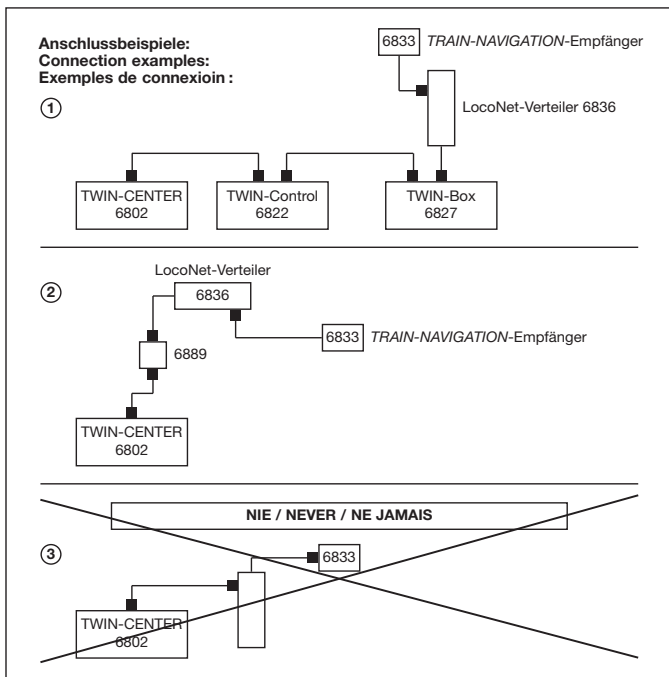 Anschlussbeispiele:
Connection examples:
Exemples de connexioin :
6833 TRAIN-NAVIGATION-Empfänger
1
LocoNet-Verteiler 6836
TWIN-CENTER
6802
TWIN-Control
6822
TWIN-Box
6827
LocoNet-Verteiler
2
6836
6833 TRAIN-NAVIGATION-Empfänger
6889
TWIN-CENTER
6802
NIE / NEVER / NE JAMAIS
3
6833
TWIN-CENTER
6802